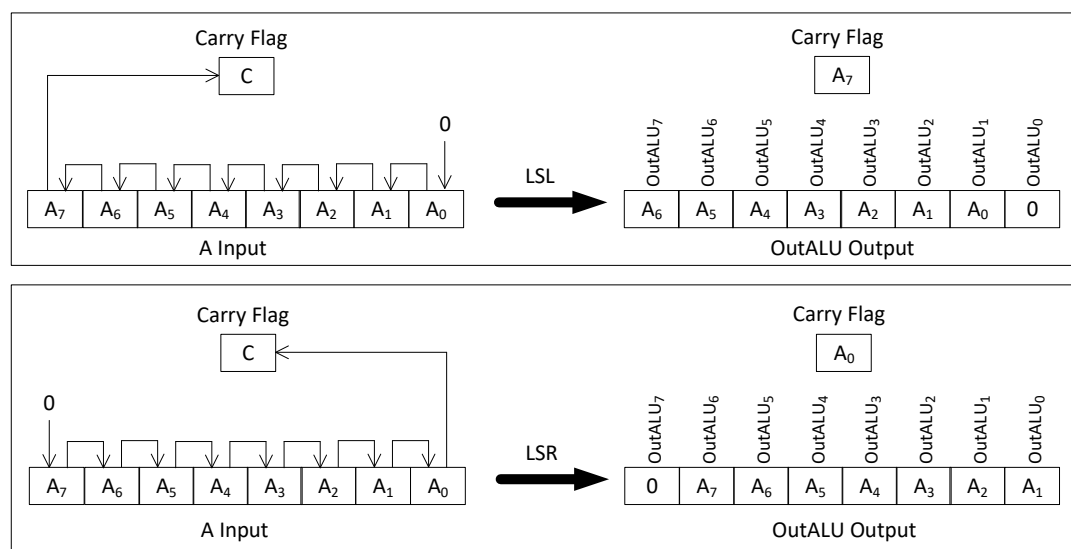 Carry Flag
C
0
A₇ A₆ A₅ A₄ A₃ A₂ A₁ A₀
A Input
LSL
Carry Flag
A₇
OutALU₇ OutALU₆ OutALU₅ OutALU₄ OutALU₃ OutALU₂ OutALU₁ OutALU₀
A₆ A₅ A₄ A₃ A₂ A₁ A₀ 0
OutALU Output
Carry Flag
C
0
A₇ A₆ A₅ A₄ A₃ A₂ A₁ A₀
A Input
LSR
Carry Flag
A₀
OutALU₇ OutALU₆ OutALU₅ OutALU₄ OutALU₃ OutALU₂ OutALU₁ OutALU₀
0 A₇ A₆ A₅ A₄ A₃ A₂ A₁
OutALU Output